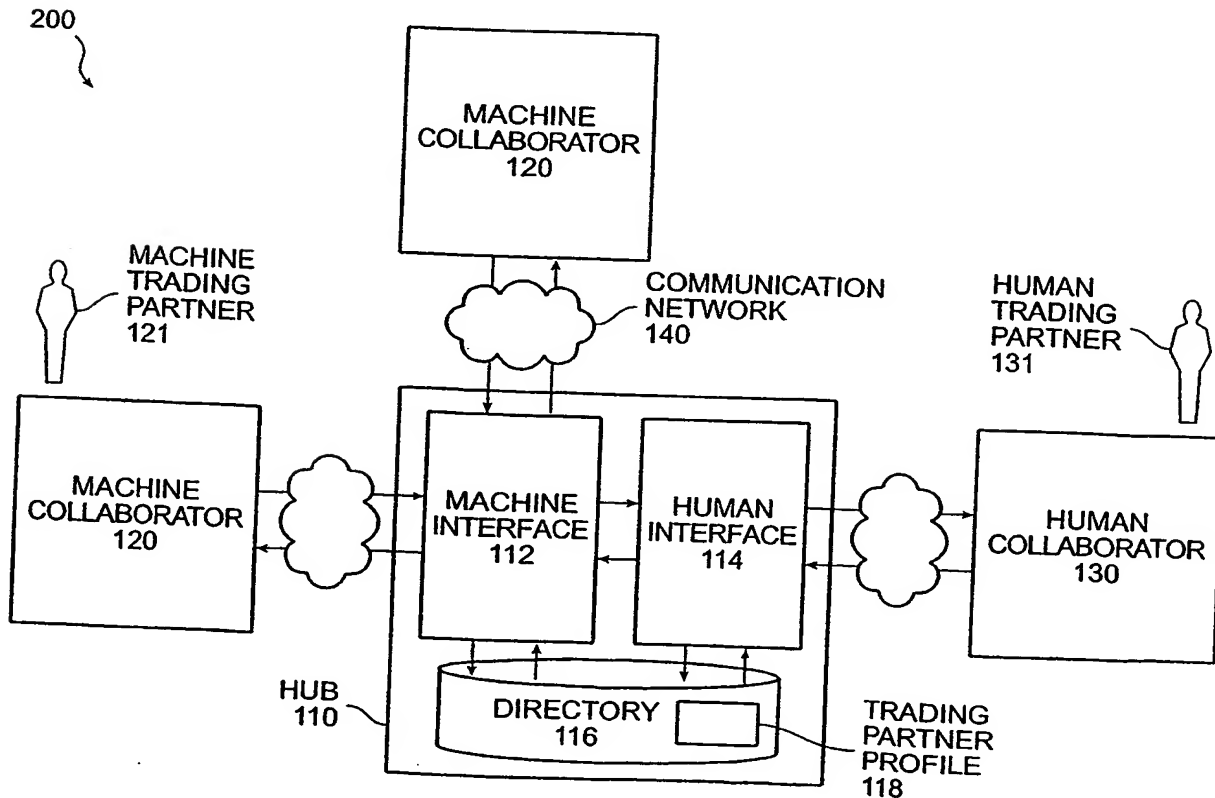 200
MACHINE
COLLABORATOR
120
MACHINE
TRADING
PARTNER
121
COMMUNICATION
NETWORK
140
HUMAN
TRADING
PARTNER
131
MACHINE
COLLABORATOR
120
MACHINE
INTERFACE
112
HUMAN
INTERFACE
114
HUMAN
COLLABORATOR
130
HUB
110
DIRECTORY
116
TRADING
PARTNER
PROFILE
118